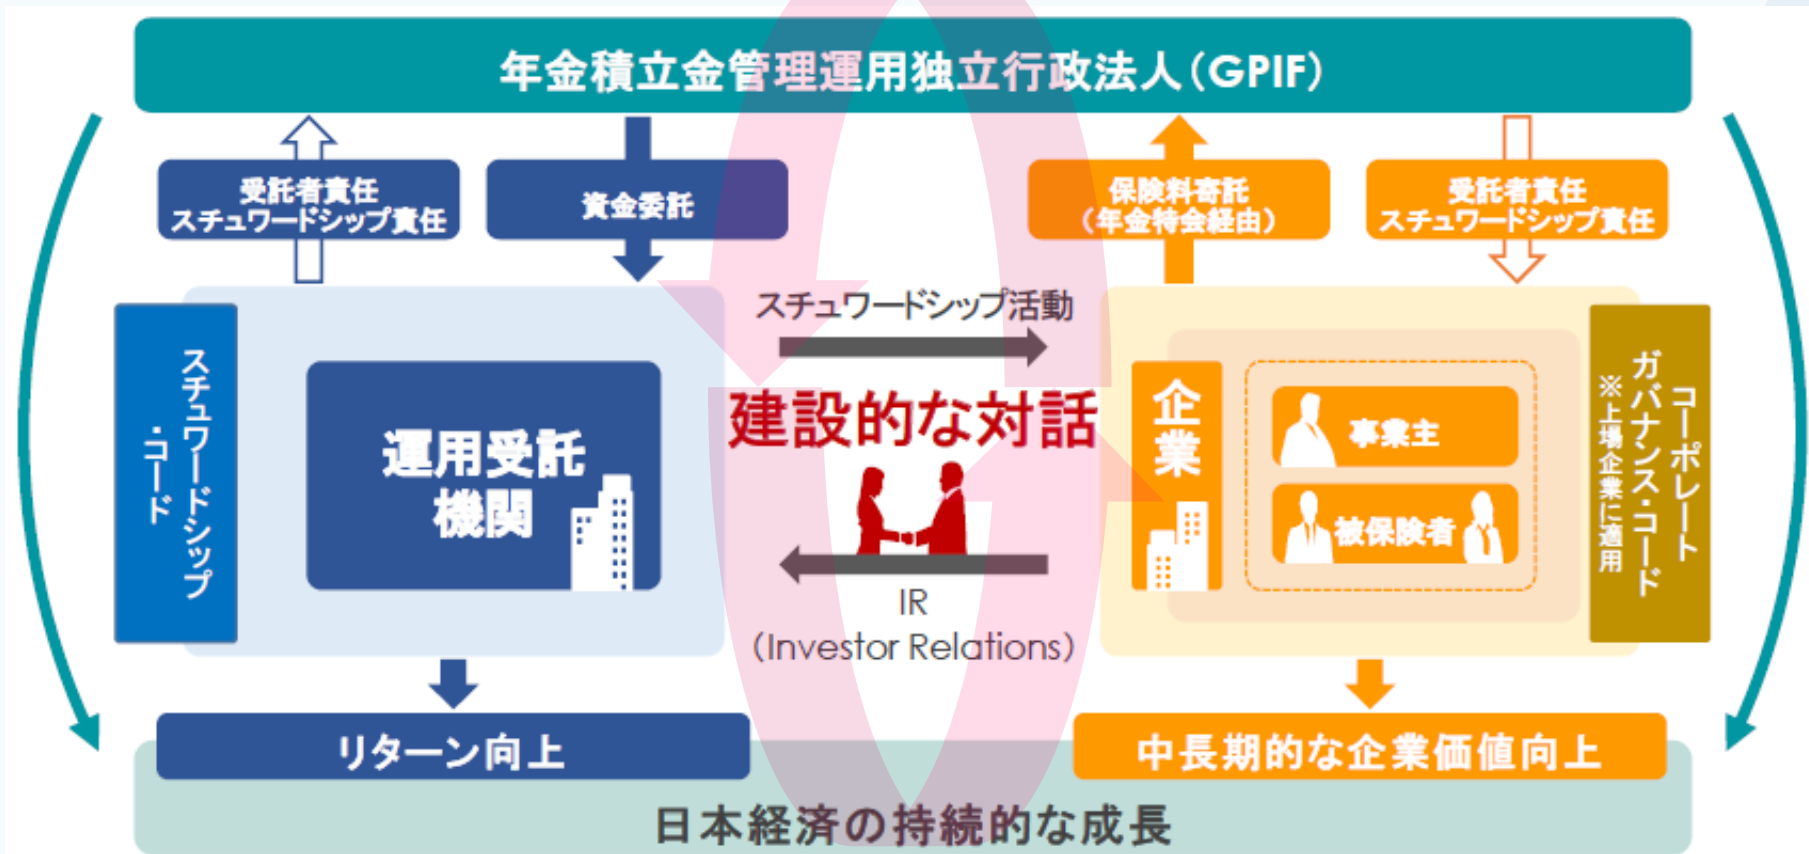 年金積立金管理運用独立行政法人(GPIF)
受託者責任
スチュワードシップ責任
資金委託
保険料寄託
(年金特会経由)
受託者責任
スチュワードシップ責任
スチュワードシップ
・コード
運用受託
機関
スチュワードシップ活動
建設的な対話
IR
(Investor Relations)
企業
事業主
被保険者
コーポレート
ガバナンス・コード
※上場企業に適用
リターン向上
中長期的な企業価値向上
日本経済の持続的な成長